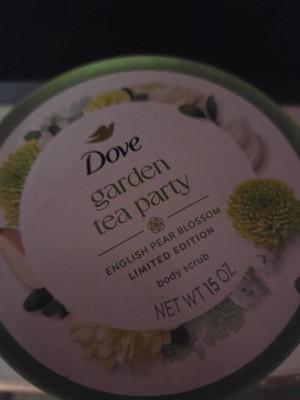 Dove
garden
tea party
ENGLISH PEAR BLOSSOM
LIMITED EDITION
body scrub
NET WT 15 OZ